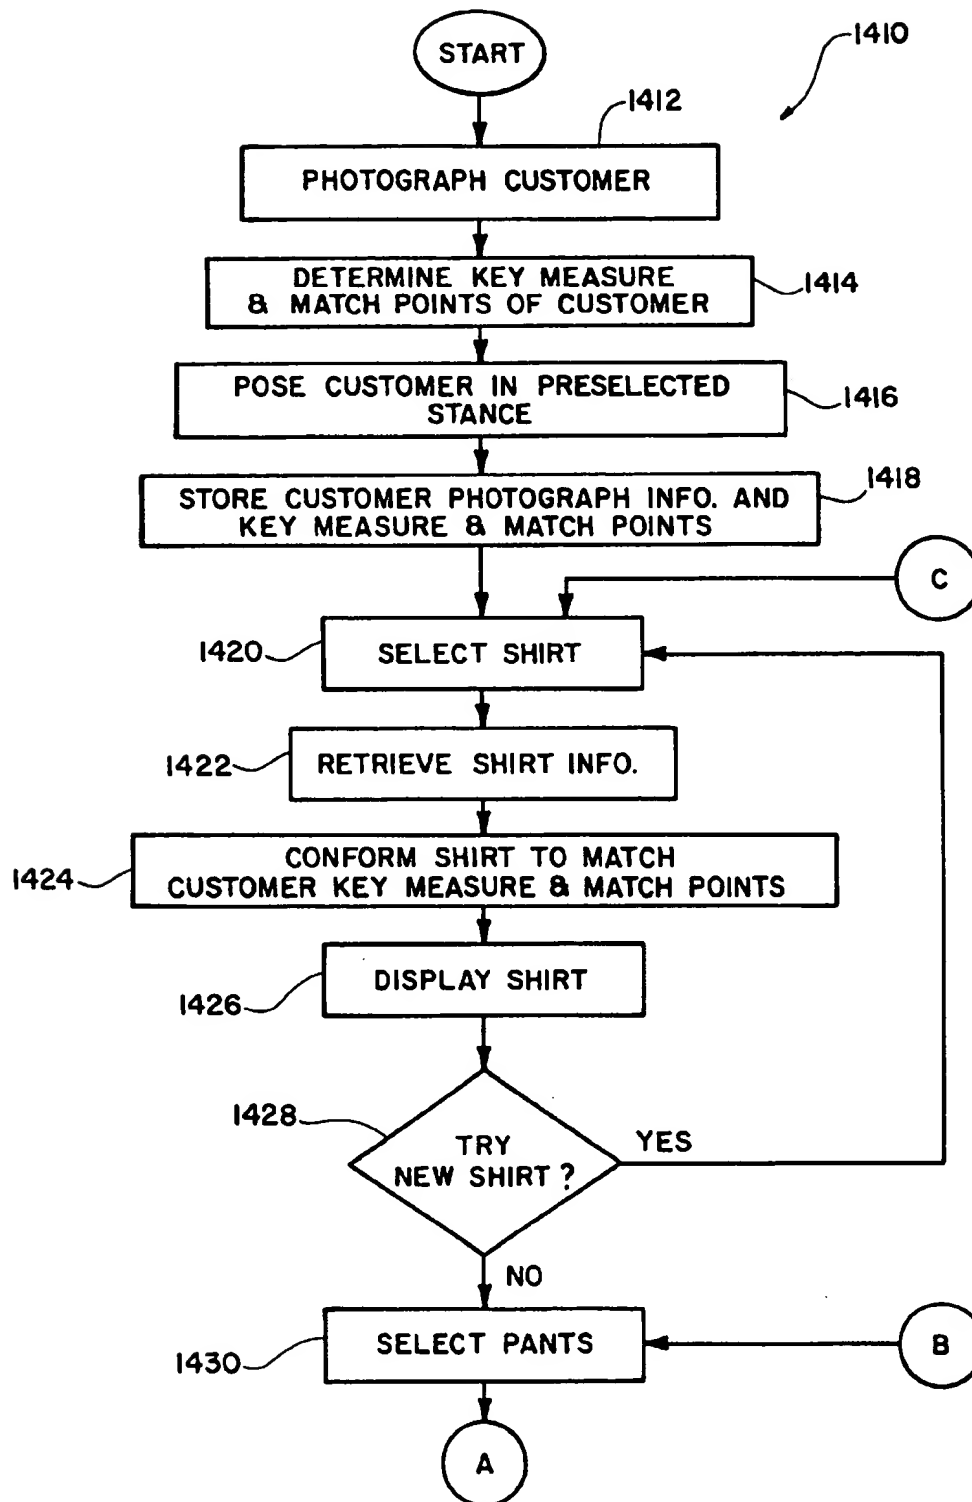 START
1410
1412
PHOTOGRAPH CUSTOMER
DETERMINE KEY MEASURE
& MATCH POINTS OF CUSTOMER
1414
POSE CUSTOMER IN PRESELECTED
STANCE
1416
STORE CUSTOMER PHOTOGRAPH INFO. AND
KEY MEASURE & MATCH POINTS
1418
C
1420
SELECT SHIRT
1422
RETRIEVE SHIRT INFO.
1424
CONFORM SHIRT TO MATCH
CUSTOMER KEY MEASURE & MATCH POINTS
1426
DISPLAY SHIRT
1428
TRY
NEW SHIRT?
YES
NO
1430
SELECT PANTS
B
A